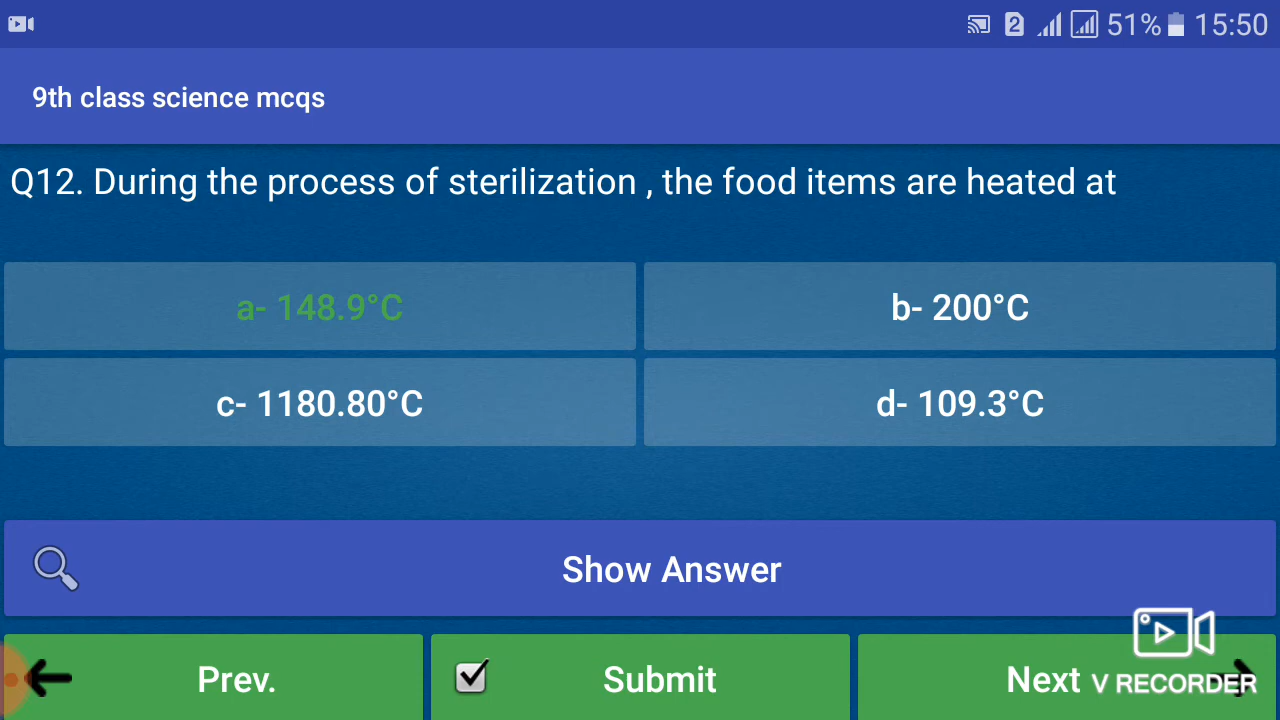 2 51% 15:50
9th class science mcqs
Q12. During the process of sterilization , the food items are heated at
a- 148.9°C
b- 200°C
c- 1180.80°C
d- 109.3°C
Show Answer
Prev.
Submit
Next
V RECORDER